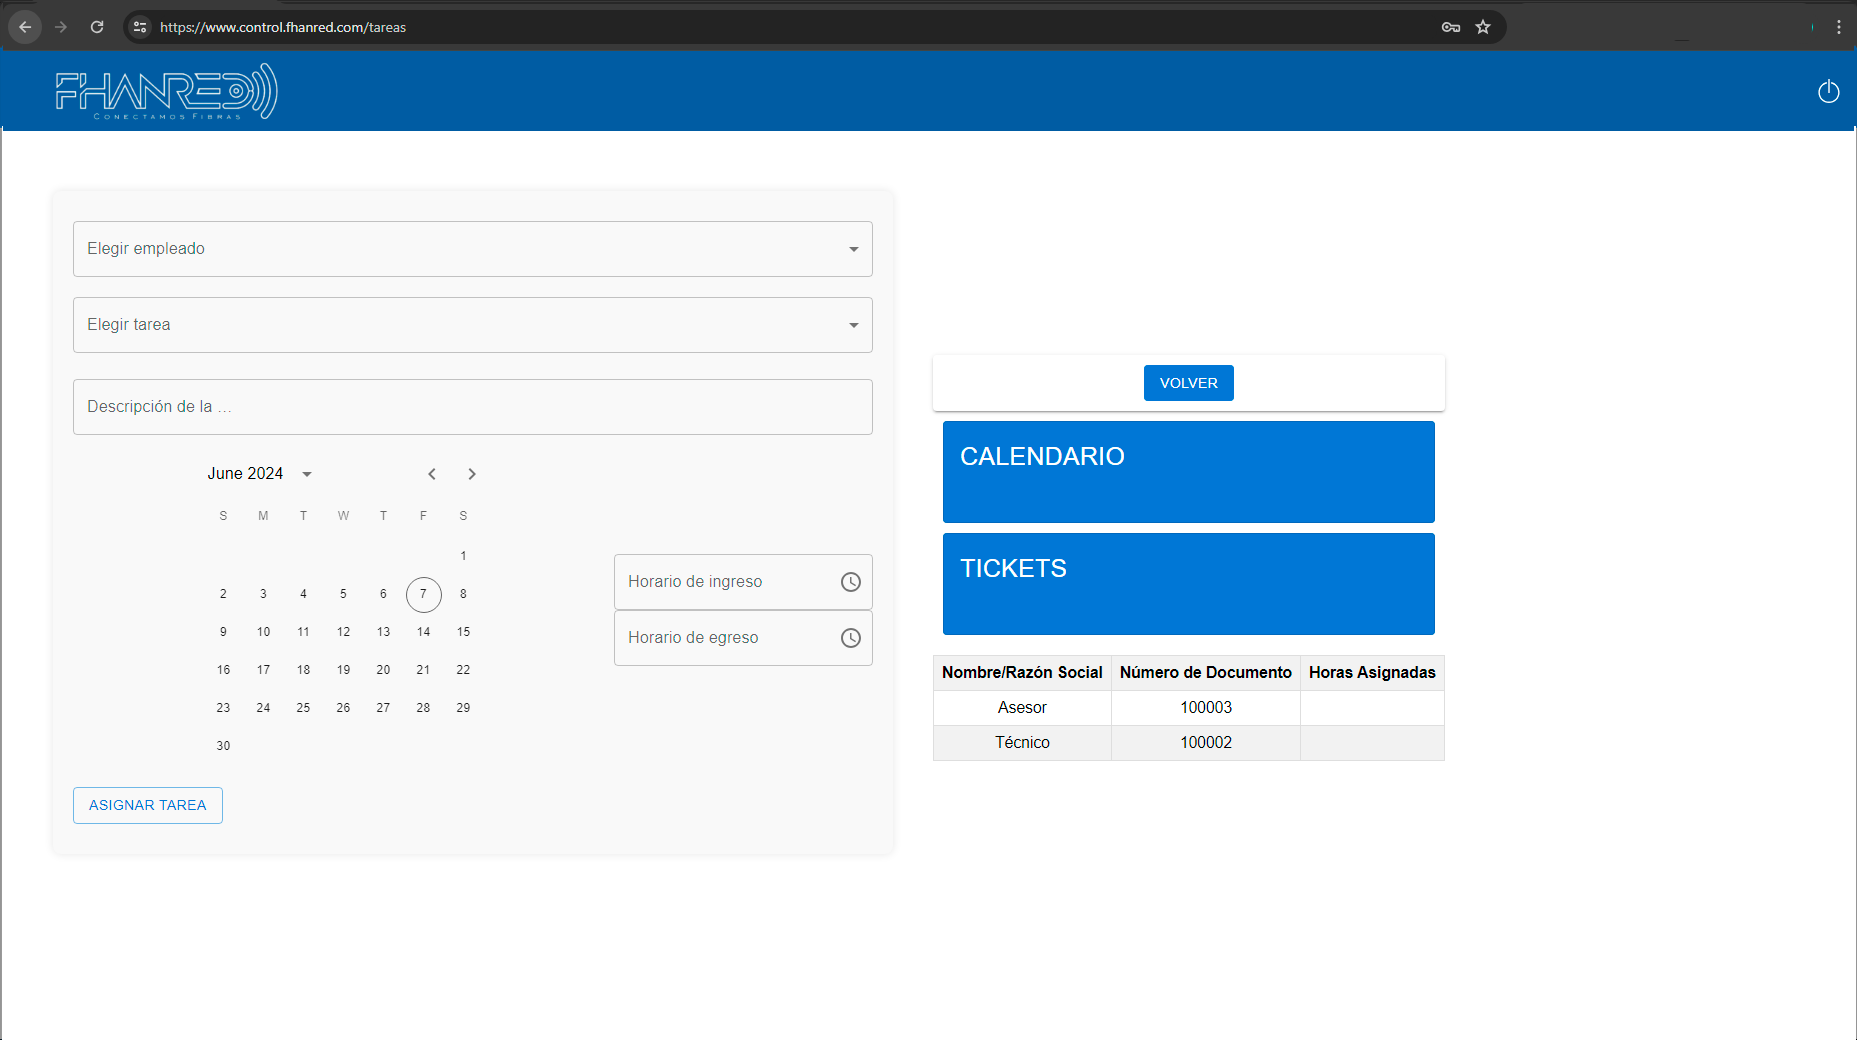 https://www.control.fhanred.com/tareas
FHANRED
CONECTAMOS FIBRAS
Elegir empleado
Elegir tarea
Descripción de la ...
June 2024
S M T W T F S
1
2 3 4 5 6 7 8
9 10 11 12 13 14 15
16 17 18 19 20 21 22
23 24 25 26 27 28 29
30
Horario de ingreso
Horario de egreso
ASIGNAR TAREA
VOLVER
CALENDARIO
TICKETS
Nombre/Razón Social Número de Documento Horas Asignadas
Asesor 100003
Técnico 100002